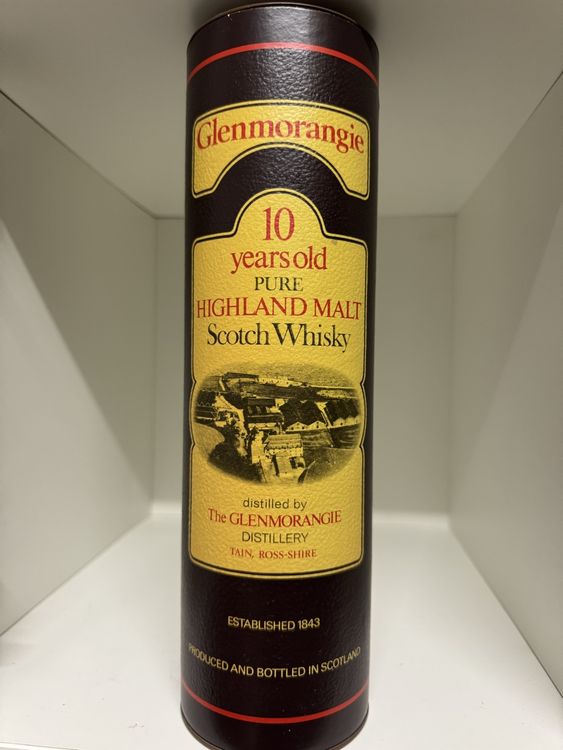 Glenmorangie
10
years old
PURE
HIGHLAND MALT
Scotch Whisky
distilled by
The GLENMORANGIE
DISTILLERY
TAIN, ROSS-SHIRE
ESTABLISHED 1843
PRODUCED AND BOTTLED IN SCOTLAND